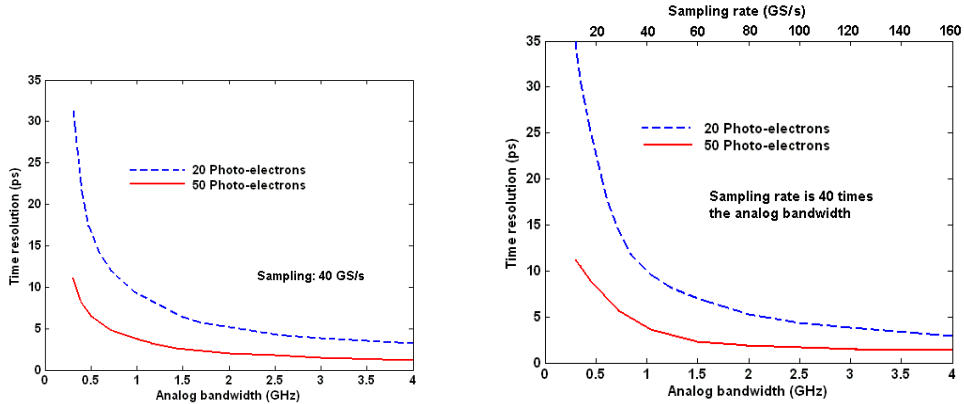 35
30
25
20
15
10
5
0
Time resolution (ps)
20 Photo-electrons
50 Photo-electrons
Sampling: 40 GS/s
0 0.5 1 1.5 2 2.5 3 3.5 4
Analog bandwidth (GHz)
Sampling rate (GS/s)
20 40 60 80 100 120 140 160
35
30
25
20
15
10
5
0
Time resolution (ps)
20 Photo-electrons
50 Photo-electrons
Sampling rate is 40 times
the analog bandwidth
0 0.5 1 1.5 2 2.5 3 3.5 4
Analog bandwidth (GHz)